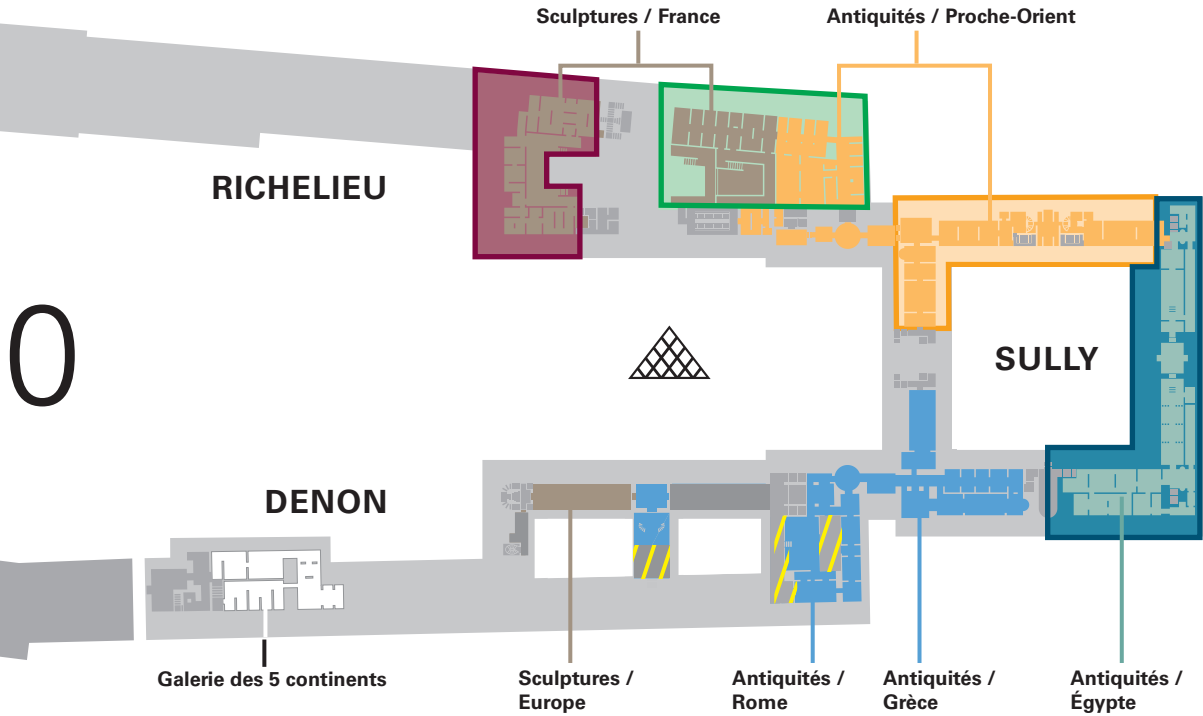 Sculptures / France
Antiquités / Proche-Orient
RICHELIEU
0
SULLY
DENON
Galerie des 5 continents
Sculptures /
Europe
Antiquités /
Rome
Antiquités /
Grèce
Antiquités /
Égypte